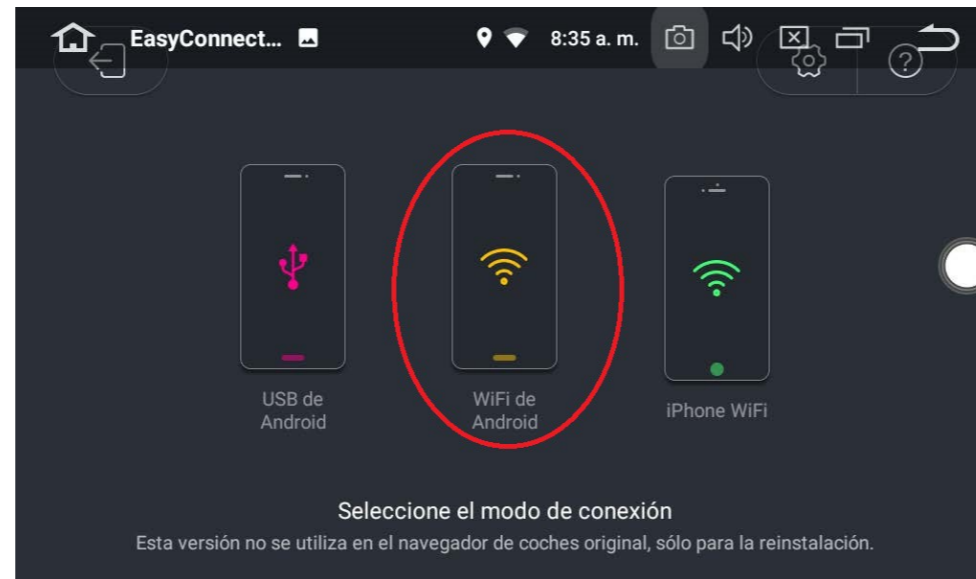 EasyConnect... 8:35 a. m.
USB de
Android
WiFi de
Android
iPhone WiFi
Seleccione el modo de conexión
Esta versión no se utiliza en el navegador de coches original, sólo para la reinstalación.